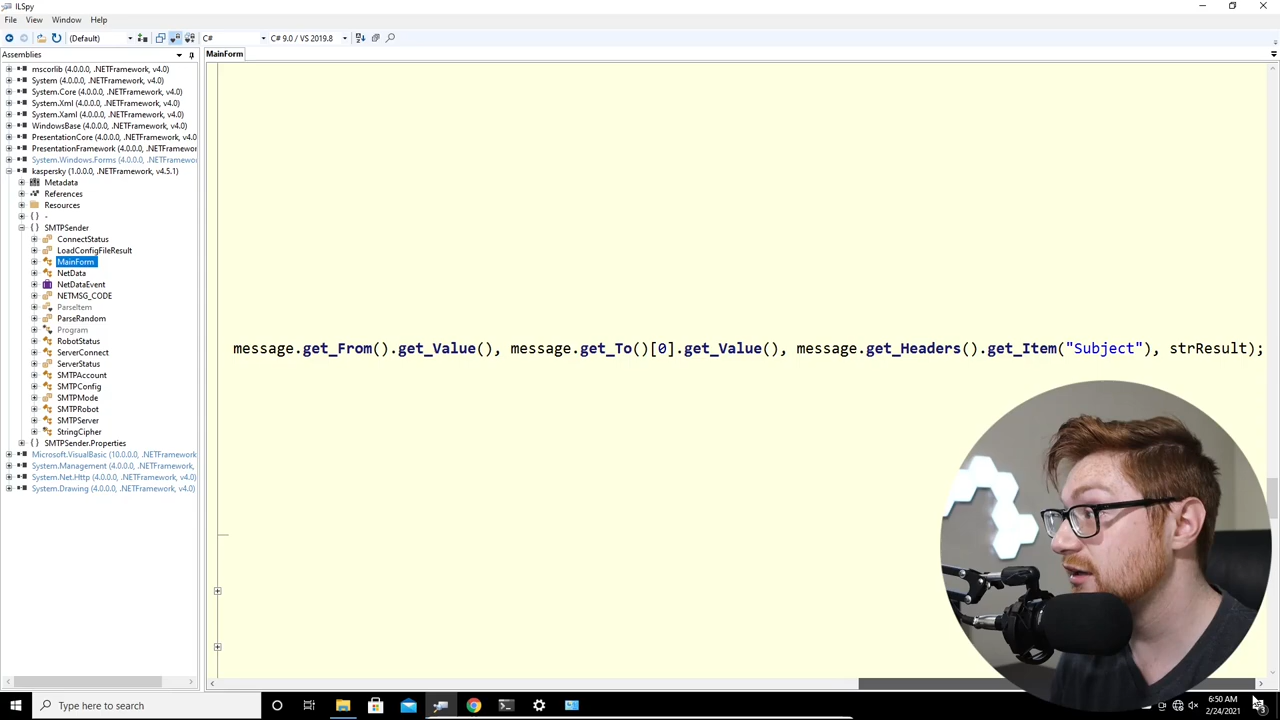 ILSpy
File View Window Help
(Default) C# C# 9.0 / VS 2019.8
Assemblies
MainForm
mscorlib (4.0.0.0, .NETFramework, v4.0)
System (4.0.0.0, .NETFramework, v4.0)
System.Core (4.0.0.0, .NETFramework, v4.0)
System.Xml (4.0.0.0, .NETFramework, v4.0)
System.Xaml (4.0.0.0, .NETFramework, v4.0)
WindowsBase (4.0.0.0, .NETFramework, v4.0)
PresentationCore (4.0.0.0, .NETFramework, v4.0
PresentationFramework (4.0.0.0, .NETFramewor
System.Windows.Forms (4.0.0.0, .NETFramewor
kaspersky (1.0.0.0, .NETFramework, v4.5.1)
Metadata
References
Resources
{ } -
{ } SMTPSender
ConnectStatus
LoadConfigFileResult
MainForm
NetData
NetDataEvent
NETMSG_CODE
ParseItem
ParseRandom
Program
RobotStatus
ServerConnect
ServerStatus
SMTPAccount
SMTPConfig
SMTPMode
SMTPRobot
SMTPServer
StringCipher
{ } SMTPSender.Properties
Microsoft.VisualBasic (10.0.0.0, .NETFramework
System.Management (4.0.0.0, .NETFramework,
System.Net.Http (4.0.0.0, .NETFramework, v4.0)
System.Drawing (4.0.0.0, .NETFramework, v4.0)
message.get_From().get_Value(), message.get_To()[0].get_Value(), message.get_Headers().get_Item("Subject"), strResult);
Type here to search
6:50 AM
2/24/2021
3